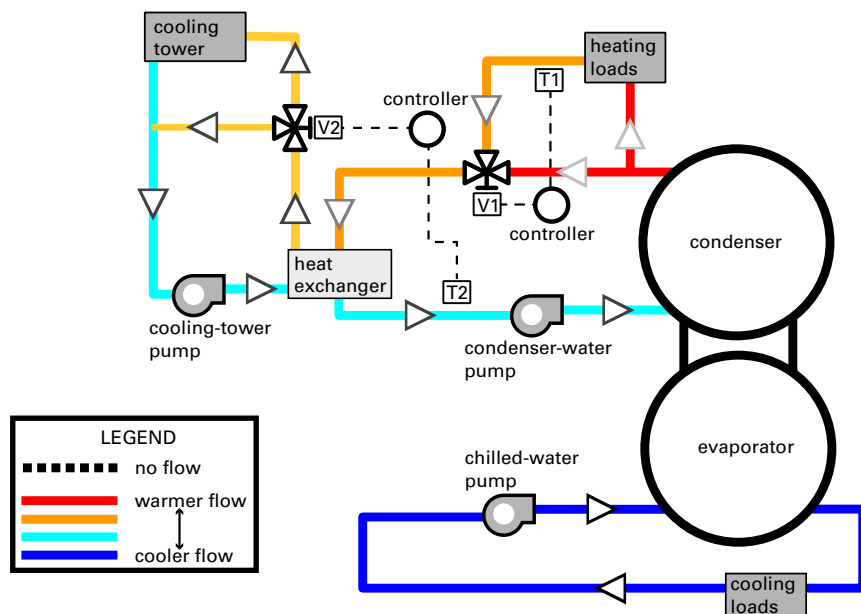 cooling
tower
heating
loads
T1
controller
V2
V1
controller
condenser
heat
exchanger
T2
cooling-tower
pump
condenser-water
pump
LEGEND
no flow
warmer flow
cooler flow
evaporator
chilled-water
pump
cooling
loads